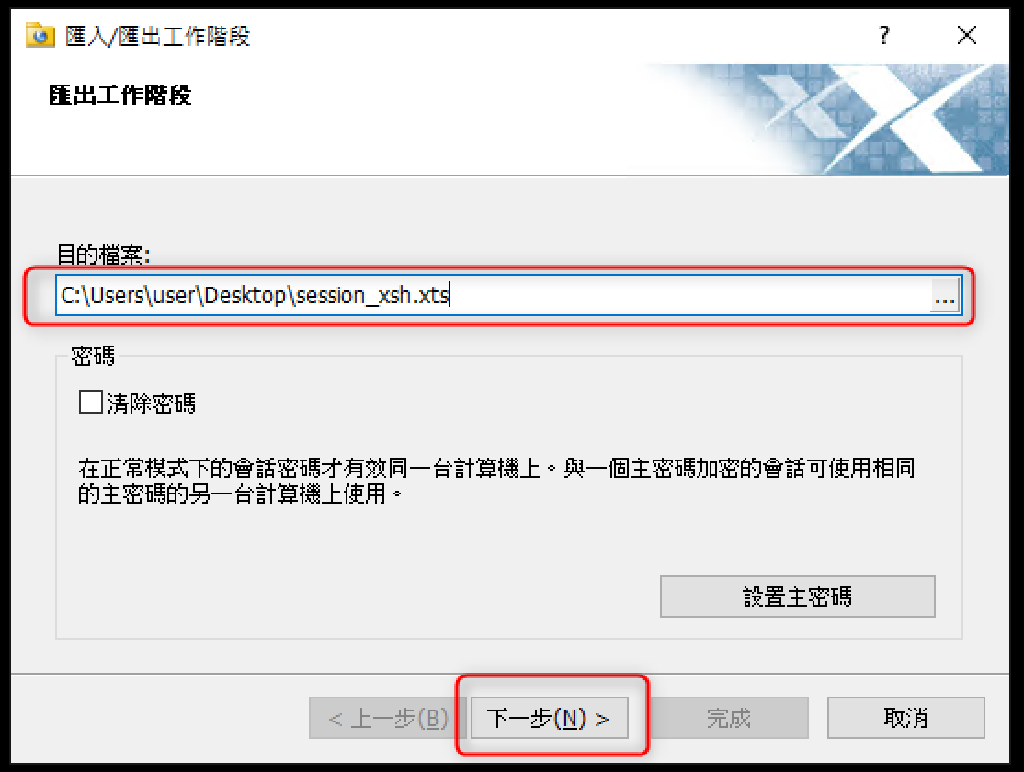 匯入/匯出工作階段
?
匯出工作階段
目的檔案:
C:\Users\user\Desktop\session_xsh.xts
...
密碼
清除密碼
在正常模式下的會話密碼才有效同一台計算機上。與一個主密碼加密的會話可使用相同
的主密碼的另一台計算機上使用。
設置主密碼
< 上一步(B)
下一步(N) >
完成
取消